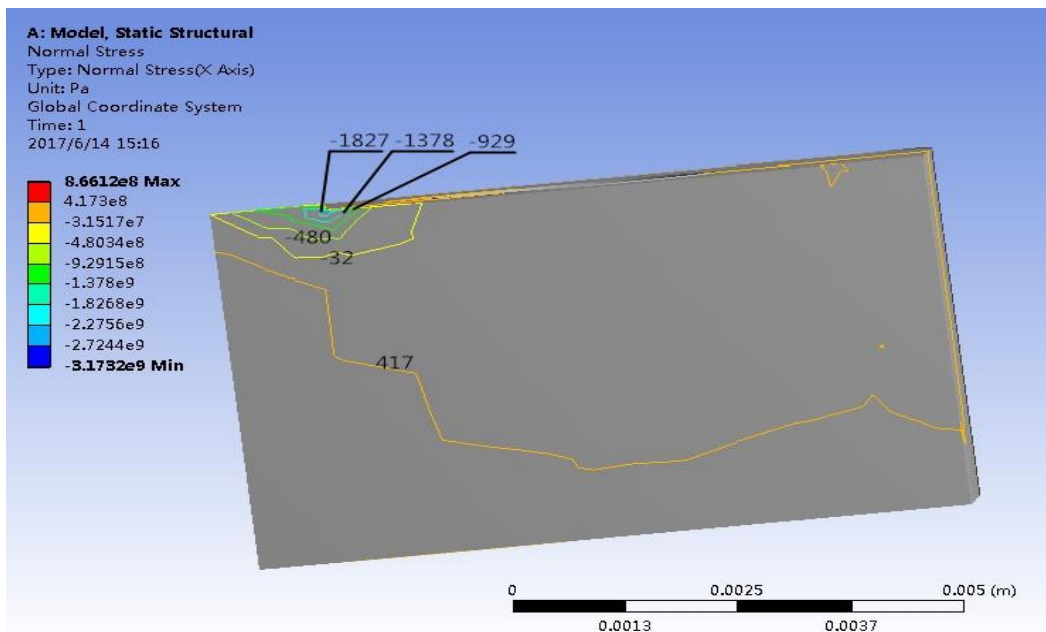 A: Model, Static Structural
Normal Stress
Type: Normal Stress(X Axis)
Unit: Pa
Global Coordinate System
Time: 1
2017/6/14 15:16
8.6612e8 Max
4.173e8
-3.1517e7
-4.8034e8
-9.2915e8
-1.378e9
-1.8268e9
-2.2756e9
-2.7244e9
-3.1732e9 Min
-1827 -1378 -929
-480
-32
417
0 0.0025 0.005 (m)
0.0013 0.0037